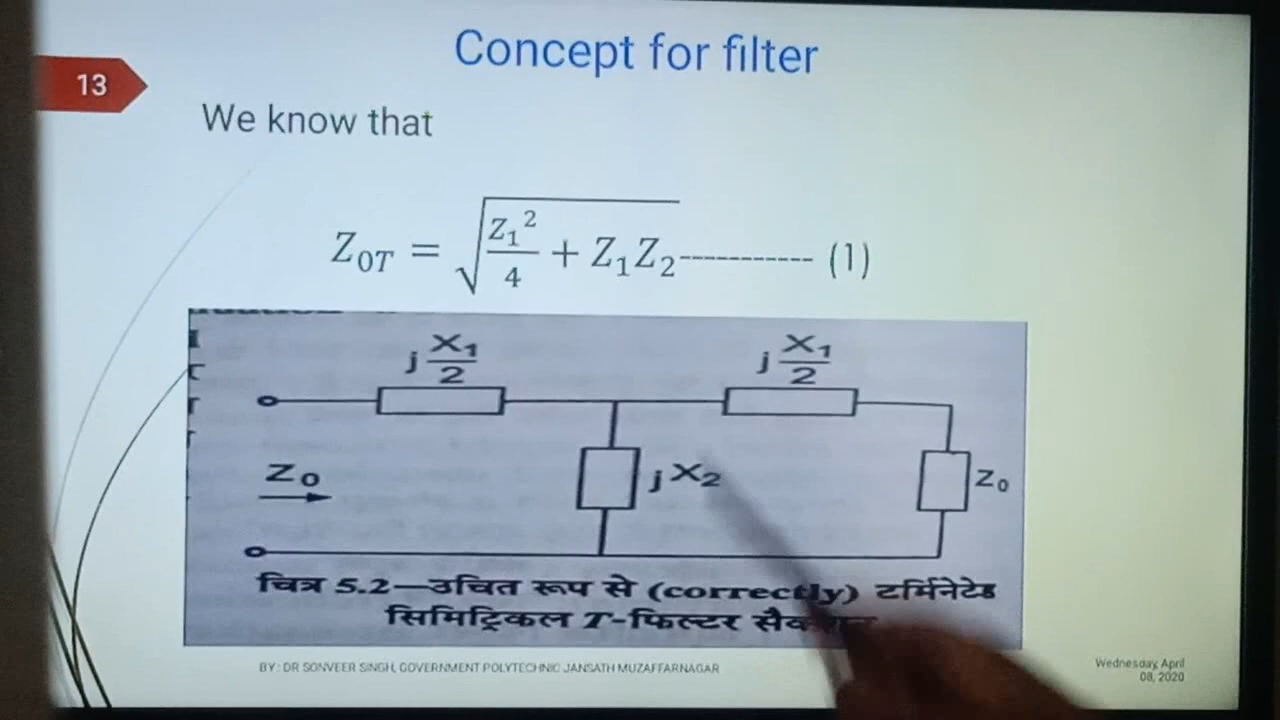 Concept for filter
13
We know that
Z₀T = √(Z₁²/4 + Z₁Z₂) ----------- (1)
j X₁/2
j X₁/2
Z₀
j X₂
Z₀
चित्र 5.2—उचित रूप से (correctly) टर्मिनेटेड
सिमिट्रिकल T-फिल्टर
BY : DR SONVEER SINGH, GOVERNMENT POLYTECHNIC JANSATH MUZAFFARNAGAR
Wednesday, April
08, 2020